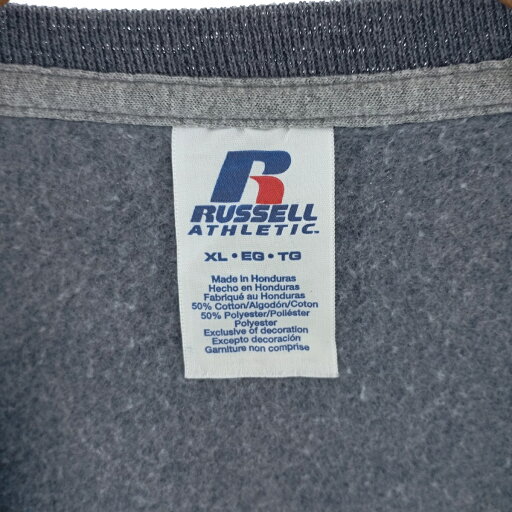 R
RUSSELL
ATHLETIC™
XL • EG • TG
Made in Honduras
Hecho en Honduras
Fabriqué au Honduras
50% Cotton/Algodón/Coton
50% Polyester/Poliéster
Polyester
Exclusive of decoration
Excepto decoración
Garniture non comprise